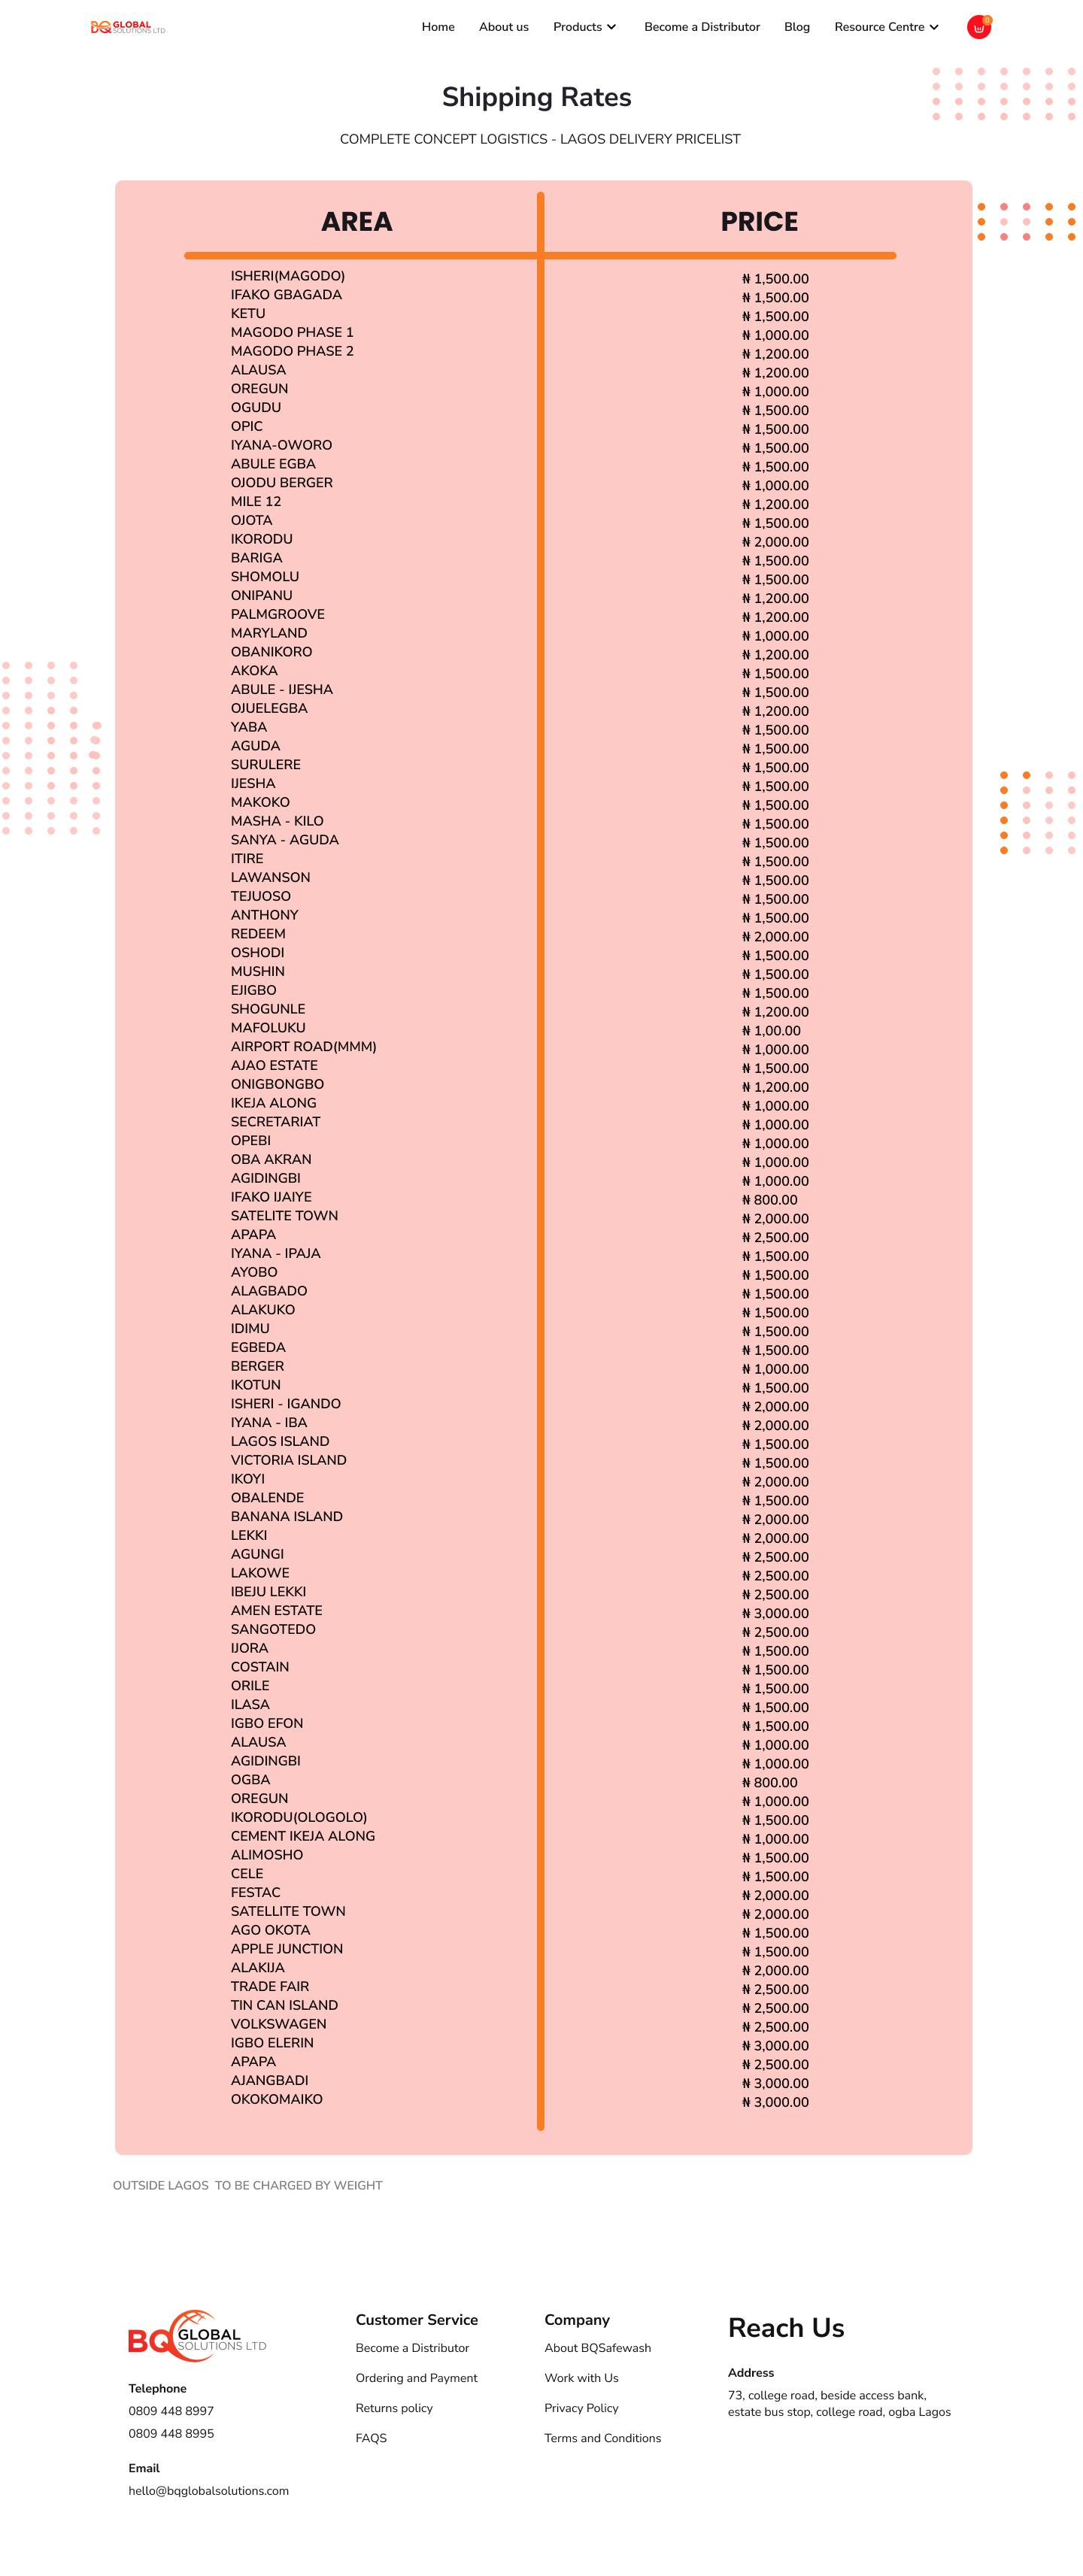 BQ GLOBAL
SOLUTIONS LTD
Home About us Products Become a Distributor Blog Resource Centre 0
Shipping Rates
COMPLETE CONCEPT LOGISTICS - LAGOS DELIVERY PRICELIST
AREA PRICE
ISHERI(MAGODO) ₦ 1,500.00
IFAKO GBAGADA ₦ 1,500.00
KETU ₦ 1,500.00
MAGODO PHASE 1 ₦ 1,000.00
MAGODO PHASE 2 ₦ 1,200.00
ALAUSA ₦ 1,200.00
OREGUN ₦ 1,000.00
OGUDU ₦ 1,500.00
OPIC ₦ 1,500.00
IYANA-OWORO ₦ 1,500.00
ABULE EGBA ₦ 1,500.00
OJODU BERGER ₦ 1,000.00
MILE 12 ₦ 1,200.00
OJOTA ₦ 1,500.00
IKORODU ₦ 2,000.00
BARIGA ₦ 1,500.00
SHOMOLU ₦ 1,500.00
ONIPANU ₦ 1,200.00
PALMGROOVE ₦ 1,200.00
MARYLAND ₦ 1,000.00
OBANIKORO ₦ 1,200.00
AKOKA ₦ 1,500.00
ABULE - IJESHA ₦ 1,500.00
OJUELEGBA ₦ 1,200.00
YABA ₦ 1,500.00
AGUDA ₦ 1,500.00
SURULERE ₦ 1,500.00
IJESHA ₦ 1,500.00
MAKOKO ₦ 1,500.00
MASHA - KILO ₦ 1,500.00
SANYA - AGUDA ₦ 1,500.00
ITIRE ₦ 1,500.00
LAWANSON ₦ 1,500.00
TEJUOSO ₦ 1,500.00
ANTHONY ₦ 1,500.00
REDEEM ₦ 2,000.00
OSHODI ₦ 1,500.00
MUSHIN ₦ 1,500.00
EJIGBO ₦ 1,500.00
SHOGUNLE ₦ 1,200.00
MAFOLUKU ₦ 1,00.00
AIRPORT ROAD(MMM) ₦ 1,000.00
AJAO ESTATE ₦ 1,500.00
ONIGBONGBO ₦ 1,200.00
IKEJA ALONG ₦ 1,000.00
SECRETARIAT ₦ 1,000.00
OPEBI ₦ 1,000.00
OBA AKRAN ₦ 1,000.00
AGIDINGBI ₦ 1,000.00
IFAKO IJAIYE ₦ 800.00
SATELITE TOWN ₦ 2,000.00
APAPA ₦ 2,500.00
IYANA - IPAJA ₦ 1,500.00
AYOBO ₦ 1,500.00
ALAGBADO ₦ 1,500.00
ALAKUKO ₦ 1,500.00
IDIMU ₦ 1,500.00
EGBEDA ₦ 1,500.00
BERGER ₦ 1,000.00
IKOTUN ₦ 1,500.00
ISHERI - IGANDO ₦ 2,000.00
IYANA - IBA ₦ 2,000.00
LAGOS ISLAND ₦ 1,500.00
VICTORIA ISLAND ₦ 1,500.00
IKOYI ₦ 2,000.00
OBALENDE ₦ 1,500.00
BANANA ISLAND ₦ 2,000.00
LEKKI ₦ 2,000.00
AGUNGI ₦ 2,500.00
LAKOWE ₦ 2,500.00
IBEJU LEKKI ₦ 2,500.00
AMEN ESTATE ₦ 3,000.00
SANGOTEDO ₦ 2,500.00
IJORA ₦ 1,500.00
COSTAIN ₦ 1,500.00
ORILE ₦ 1,500.00
ILASA ₦ 1,500.00
IGBO EFON ₦ 1,500.00
ALAUSA ₦ 1,000.00
AGIDINGBI ₦ 1,000.00
OGBA ₦ 800.00
OREGUN ₦ 1,000.00
IKORODU(OLOGOLO) ₦ 1,500.00
CEMENT IKEJA ALONG ₦ 1,000.00
ALIMOSHO ₦ 1,500.00
CELE ₦ 1,500.00
FESTAC ₦ 2,000.00
SATELLITE TOWN ₦ 2,000.00
AGO OKOTA ₦ 1,500.00
APPLE JUNCTION ₦ 1,500.00
ALAKIJA ₦ 2,000.00
TRADE FAIR ₦ 2,500.00
TIN CAN ISLAND ₦ 2,500.00
VOLKSWAGEN ₦ 2,500.00
IGBO ELERIN ₦ 3,000.00
APAPA ₦ 2,500.00
AJANGBADI ₦ 3,000.00
OKOKOMAIKO ₦ 3,000.00
OUTSIDE LAGOS TO BE CHARGED BY WEIGHT
BQ GLOBAL
SOLUTIONS LTD
Telephone
0809 448 8997
0809 448 8995
Email
hello@bqglobalsolutions.com
Customer Service
Become a Distributor
Ordering and Payment
Returns policy
FAQS
Company
About BQSafewash
Work with Us
Privacy Policy
Terms and Conditions
Reach Us
Address
73, college road, beside access bank,
estate bus stop, college road, ogba Lagos